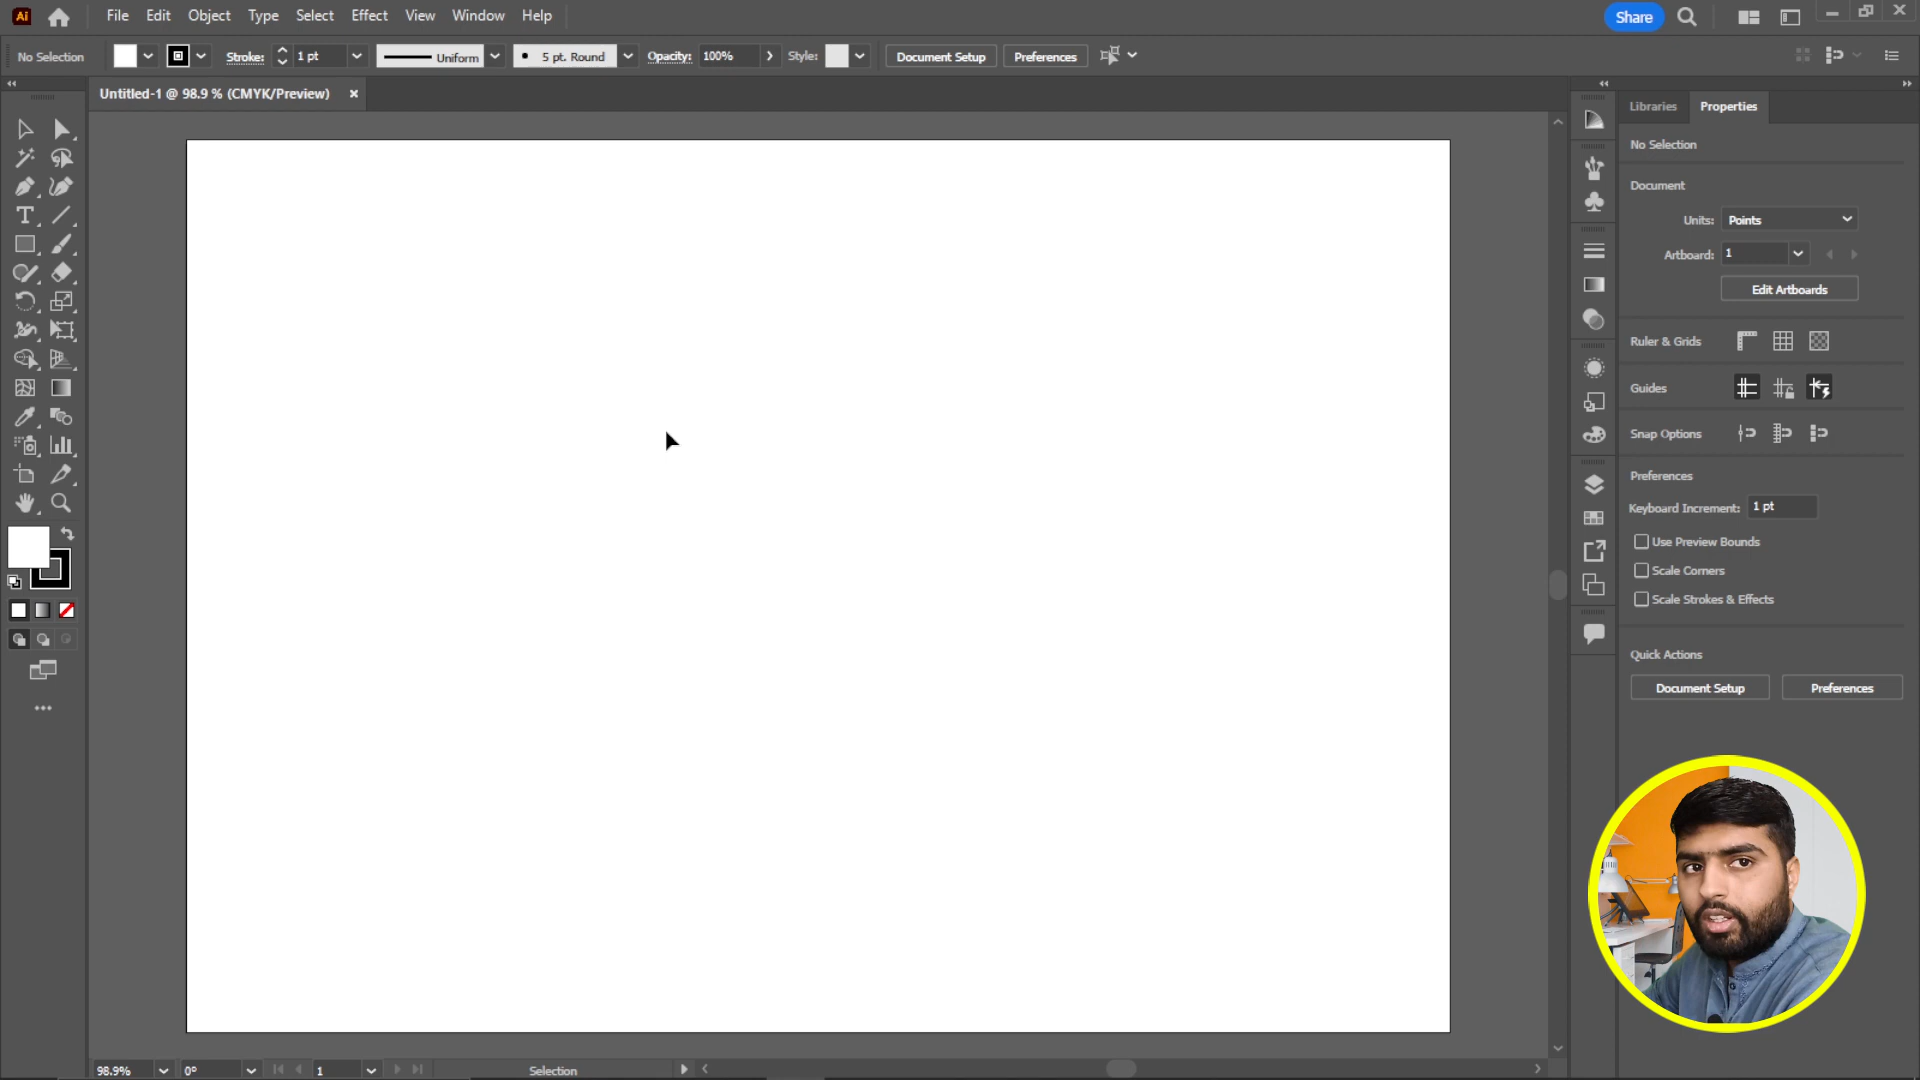 Ai File Edit Object Type Select Effect View Window Help Share
No Selection Stroke: 1 pt Uniform 5 pt. Round Opacity: 100% Style: Document Setup Preferences
Untitled-1 @ 98.9 % (CMYK/Preview)
Libraries Properties
No Selection
Document
Units: Points
Artboard: 1
Edit Artboards
Ruler & Grids
Guides
Snap Options
Preferences
Keyboard Increment: 1 pt
Use Preview Bounds
Scale Corners
Scale Strokes & Effects
Quick Actions
Document Setup Preferences
98.9% 0° 1 Selection